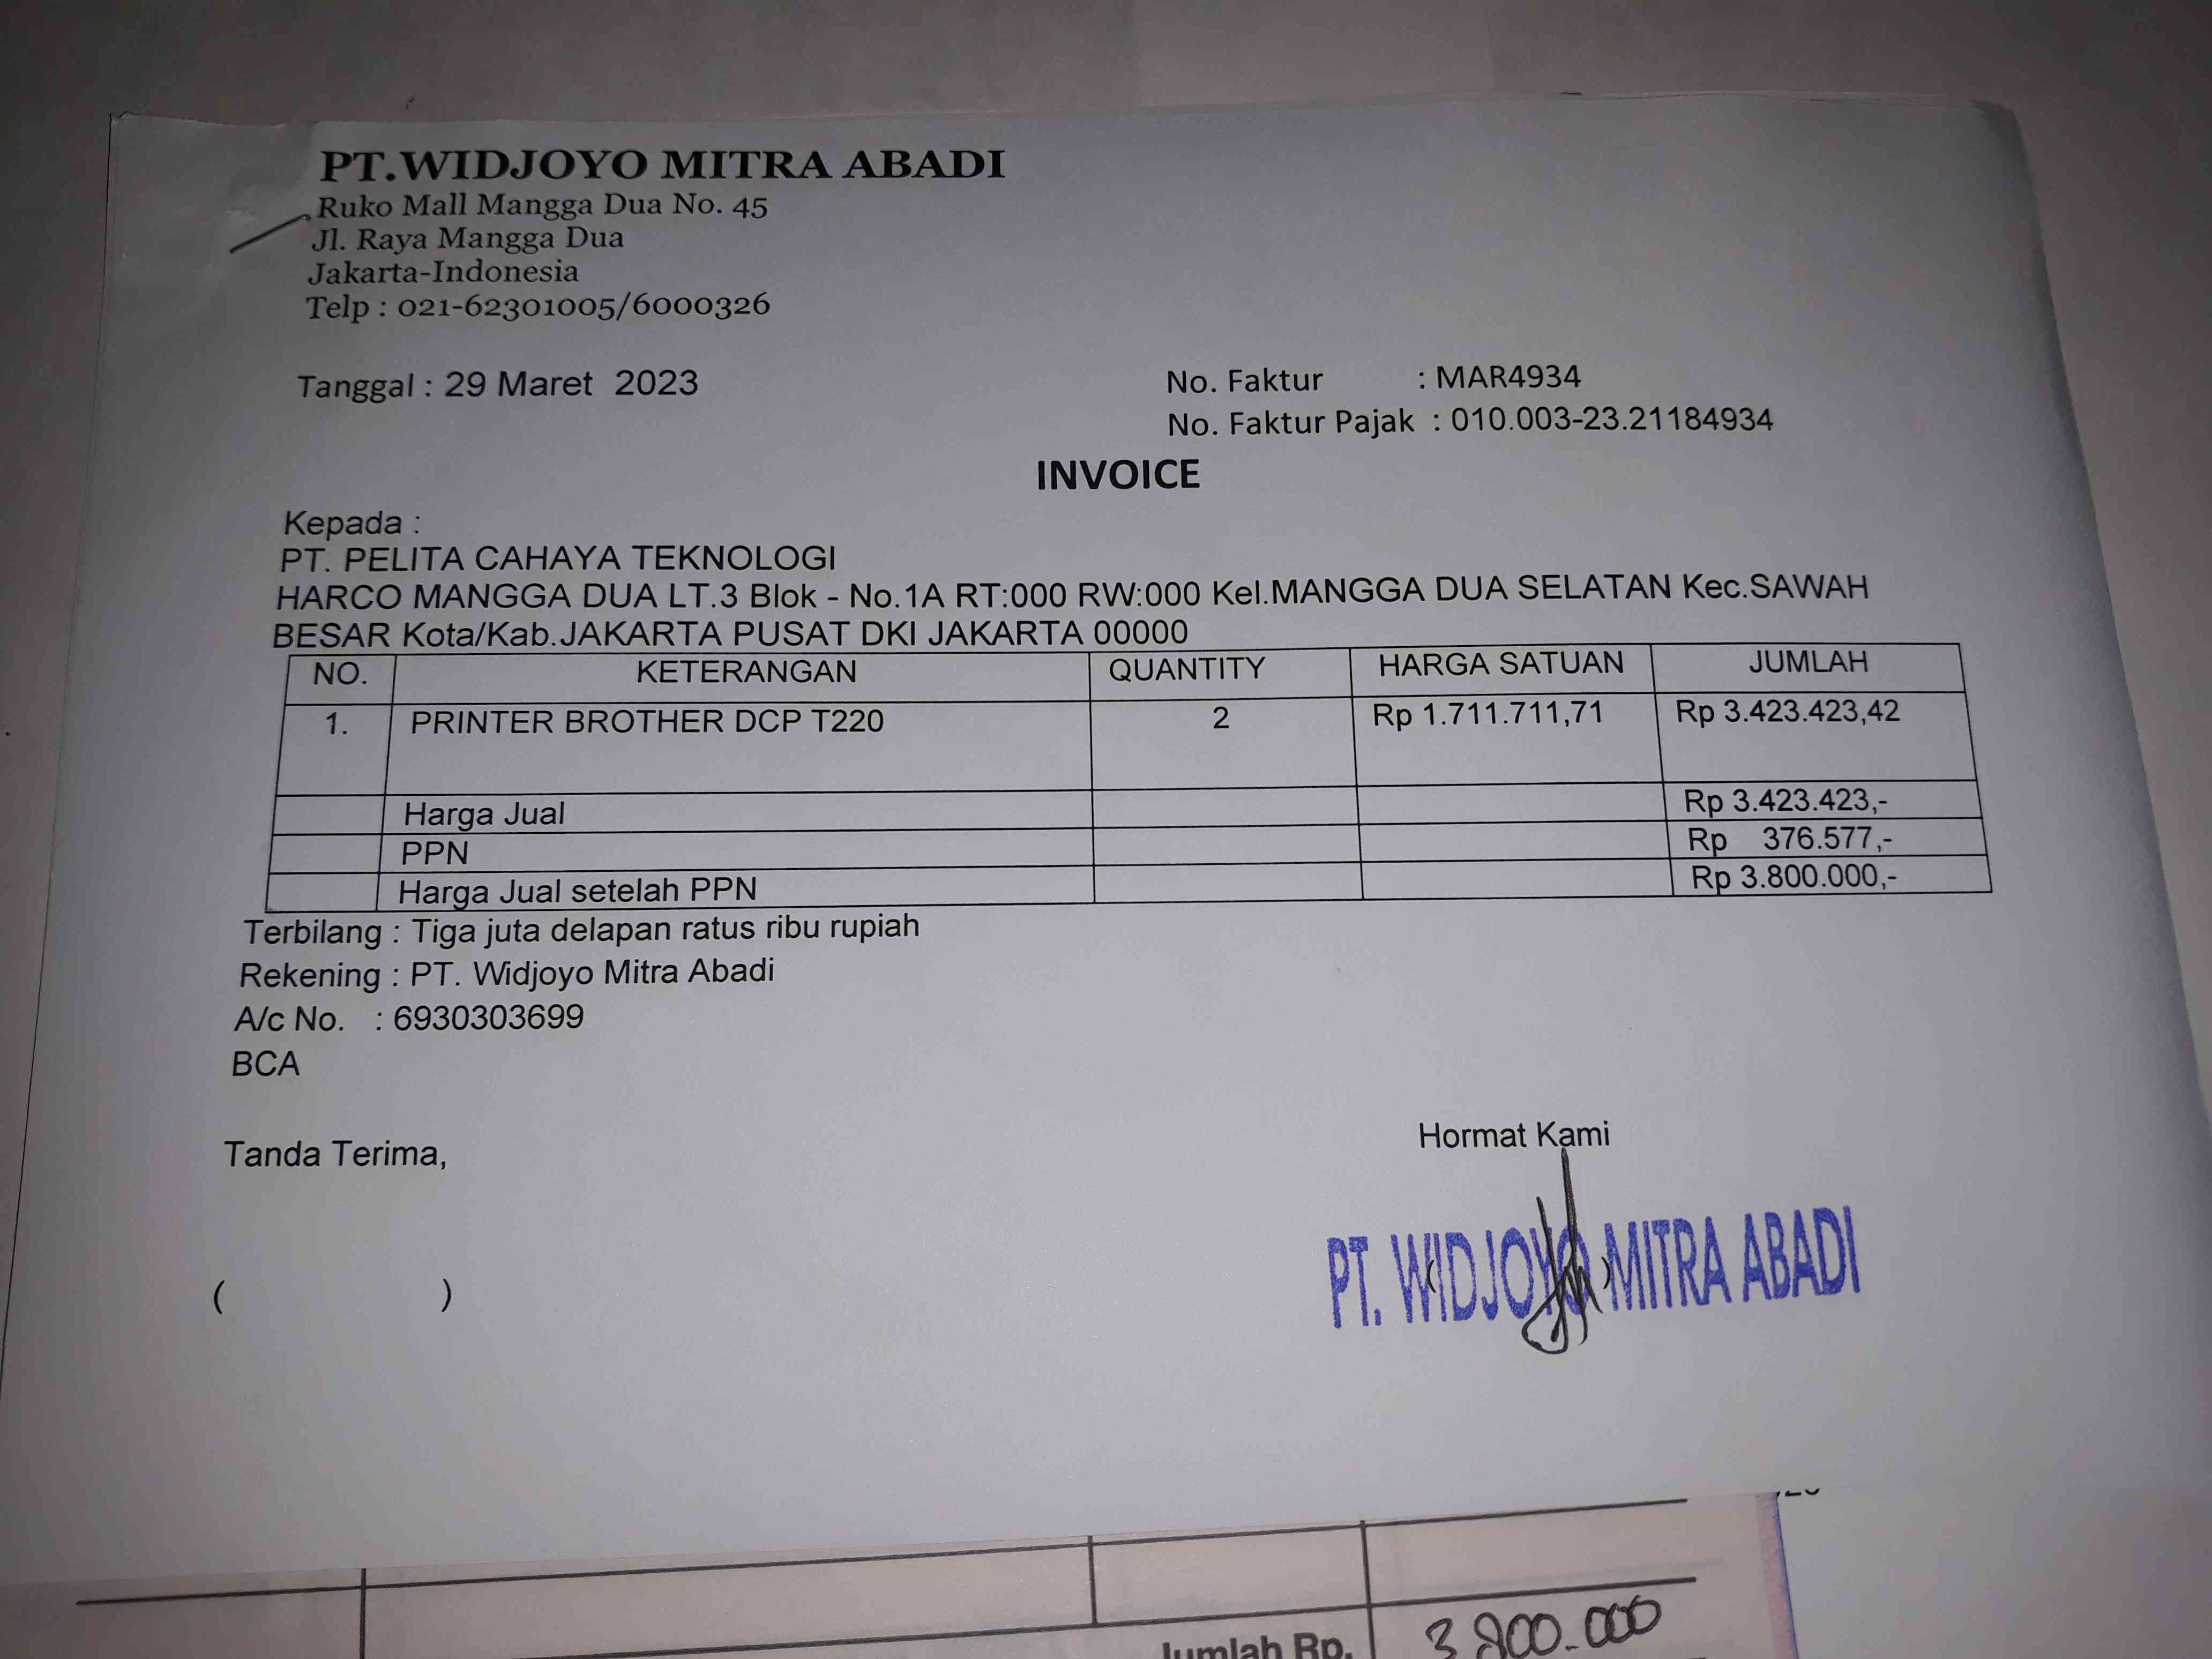 PT.WIDJOYO MITRA ABADI
Ruko Mall Mangga Dua No. 45
Jl. Raya Mangga Dua
Jakarta-Indonesia
Telp : 021-62301005/6000326
Tanggal : 29 Maret 2023
No. Faktur : MAR4934
No. Faktur Pajak : 010.003-23.21184934
INVOICE
Kepada :
PT. PELITA CAHAYA TEKNOLOGI
HARCO MANGGA DUA LT.3 Blok - No.1A RT:000 RW:000 Kel.MANGGA DUA SELATAN Kec.SAWAH
BESAR Kota/Kab.JAKARTA PUSAT DKI JAKARTA 00000
NO. KETERANGAN QUANTITY HARGA SATUAN JUMLAH
1. PRINTER BROTHER DCP T220 2 Rp 1.711.711,71 Rp 3.423.423,42
Harga Jual Rp 3.423.423,-
PPN Rp 376.577,-
Harga Jual setelah PPN Rp 3.800.000,-
Terbilang : Tiga juta delapan ratus ribu rupiah
Rekening : PT. Widjoyo Mitra Abadi
A/c No. : 6930303699
BCA
Tanda Terima,
Hormat Kami
PT. WIDJOYO MITRA ABADI
( )
Jumlah Rp. 3.800.000